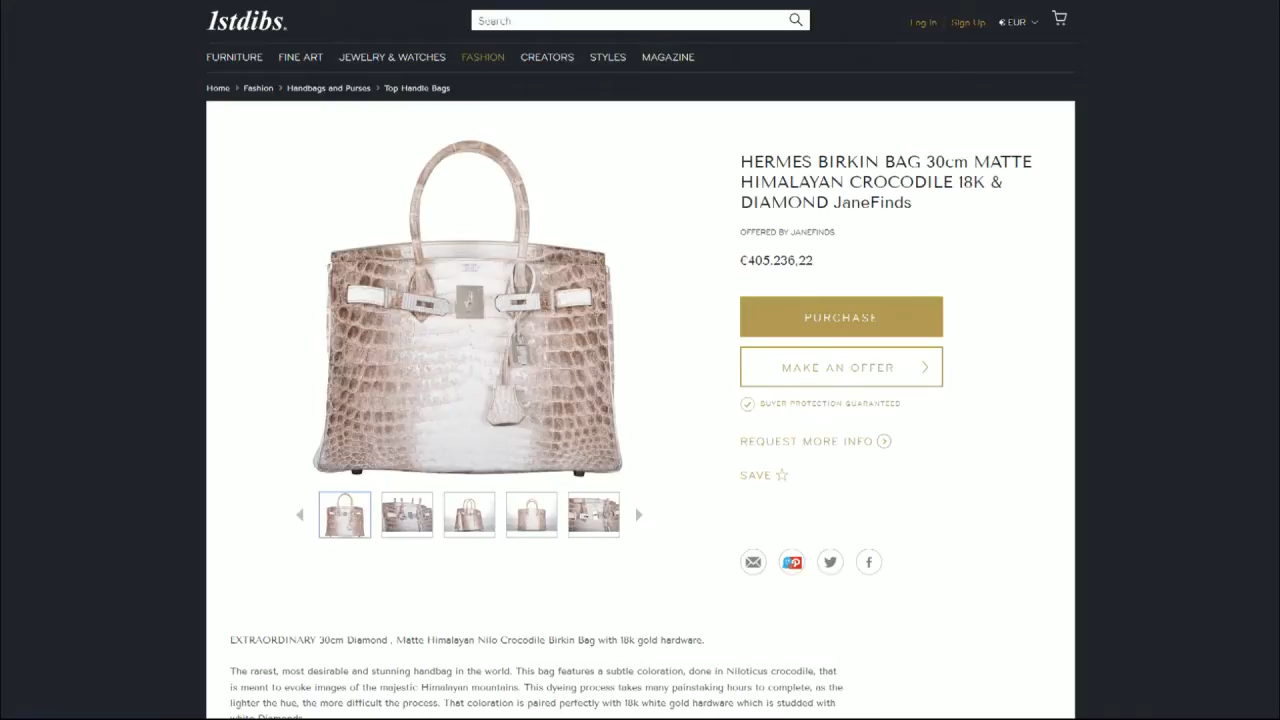 1stdibs.
Search
Log In Sign Up € EUR
FURNITURE FINE ART JEWELRY & WATCHES FASHION CREATORS STYLES MAGAZINE
Home > Fashion > Handbags and Purses > Top Handle Bags
HERMES BIRKIN BAG 30cm MATTE
HIMALAYAN CROCODILE 18K &
DIAMOND JaneFinds
OFFERED BY JANEFINDS
€405.236,22
PURCHASE
MAKE AN OFFER
BUYER PROTECTION GUARANTEED
REQUEST MORE INFO
SAVE
EXTRAORDINARY 30cm Diamond , Matte Himalayan Nilo Crocodile Birkin Bag with 18k gold hardware.
The rarest, most desirable and stunning handbag in the world. This bag features a subtle coloration, done in Niloticus crocodile, that
is meant to evoke images of the majestic Himalayan mountains. This dyeing process takes many painstaking hours to complete, as the
lighter the hue, the more difficult the process. That coloration is paired perfectly with 18k white gold hardware which is studded with
white Diamonds.